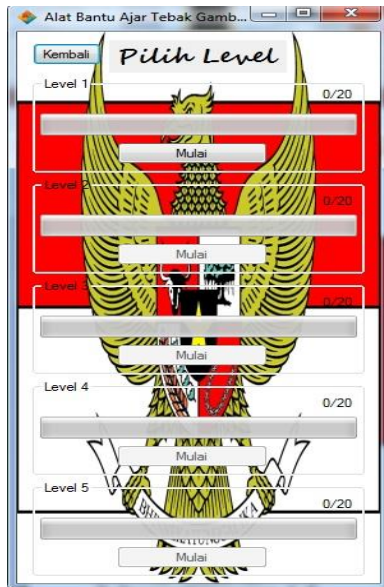 Alat Bantu Ajar Tebak Gamb...
Kembali
Pilih Level
Level 1
0/20
Mulai
Level 2
0/20
Mulai
Level 3
0/20
Mulai
Level 4
0/20
Mulai
Level 5
0/20
Mulai